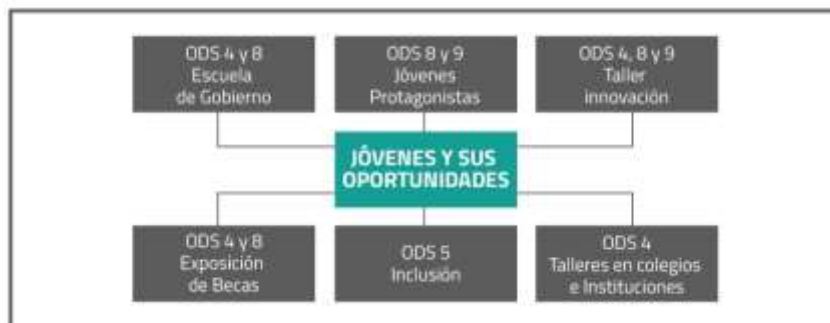 ODS 4 y 8
Escuela
de Gobierno
ODS 8 y 9
Jóvenes
Protagonistas
ODS 4, 8 y 9
Taller
innovación
JÓVENES Y SUS
OPORTUNIDADES
ODS 4 y 8
Exposición
de Becas
ODS 5
Inclusión
ODS 4
Talleres en colegios
e Instituciones